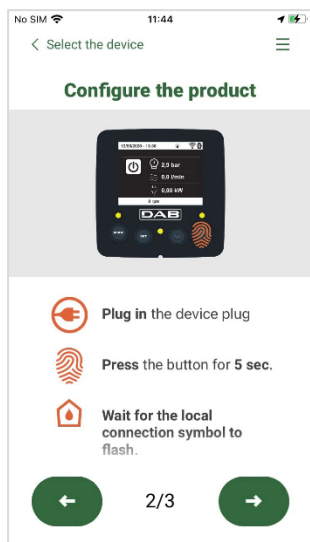 No SIM 11:44
Select the device
Configure the product
2,9 bar
0,0 l/min
0,00 kW
DAB
Plug in the device plug
Press the button for 5 sec.
Wait for the local
connection symbol to
flash.
2/3